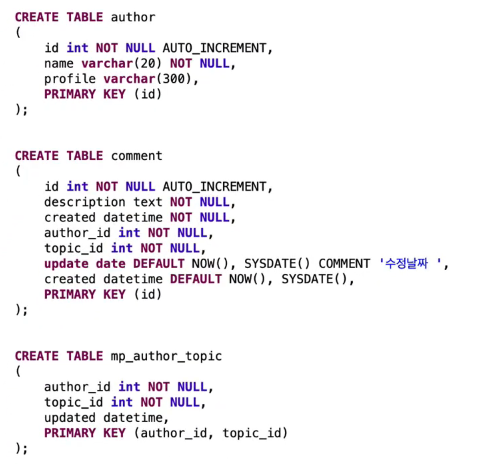 CREATE TABLE author
(
    id int NOT NULL AUTO_INCREMENT,
    name varchar(20) NOT NULL,
    profile varchar(300),
    PRIMARY KEY (id)
);
CREATE TABLE comment
(
    id int NOT NULL AUTO_INCREMENT,
    description text NOT NULL,
    created datetime NOT NULL,
    author_id int NOT NULL,
    topic_id int NOT NULL,
    update date DEFAULT NOW(), SYSDATE() COMMENT '수정날짜 ',
    created datetime DEFAULT NOW(), SYSDATE(),
    PRIMARY KEY (id)
);
CREATE TABLE mp_author_topic
(
    author_id int NOT NULL,
    topic_id int NOT NULL,
    updated datetime,
    PRIMARY KEY (author_id, topic_id)
);